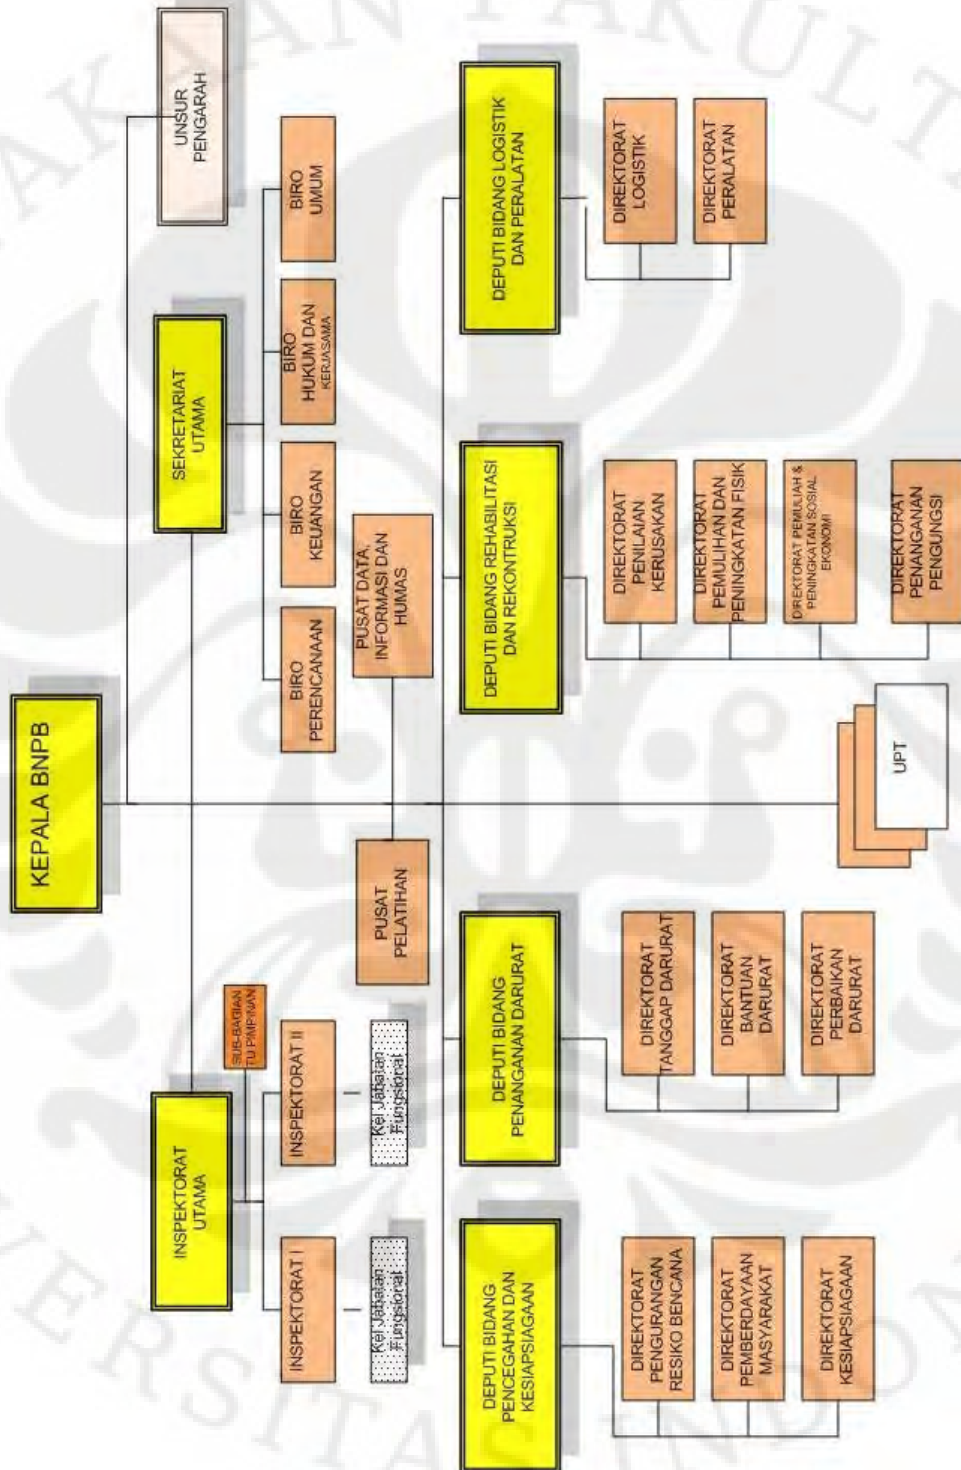 KEPALA BNPB
UNSUR
PENGARAH
INSPEKTORAT
UTAMA
SEKRETARIAT
UTAMA
SUB-BAGIAN
TU PIMPINAN
INSPEKTORAT I
INSPEKTORAT II
BIRO
PERENCANAAN
BIRO
KEUANGAN
BIRO
HUKUM DAN
KERJASAMA
BIRO
UMUM
Kel Jabatan
Fungsional
Kel Jabatan
Fungsional
PUSAT
PELATIHAN
PUSAT DATA,
INFORMASI DAN
HUMAS
DEPUTI BIDANG
PENCEGAHAN DAN
KESIAPSIAGAAN
DEPUTI BIDANG
PENANGANAN DARURAT
DEPUTI BIDANG REHABILITASI
DAN REKONTRUKSI
DEPUTI BIDANG LOGISTIK
DAN PERALATAN
DIREKTORAT
PENGURANGAN
RESIKO BENCANA
DIREKTORAT
PEMBERDAYAAN
MASYARAKAT
DIREKTORAT
KESIAPSIAGAAN
DIREKTORAT
TANGGAP DARURAT
DIREKTORAT
BANTUAN
DARURAT
DIREKTORAT
PERBAIKAN
DARURAT
DIREKTORAT
PENILAIAN
KERUSAKAN
DIREKTORAT
PEMULIHAN DAN
PENINGKATAN FISIK
DIREKTORAT PEMULIAH &
PENINGKATAN SOSIAL
EKONOMI
DIREKTORAT
PENANGANAN
PENGUNGSI
DIREKTORAT
LOGISTIK
DIREKTORAT
PERALATAN
UPT